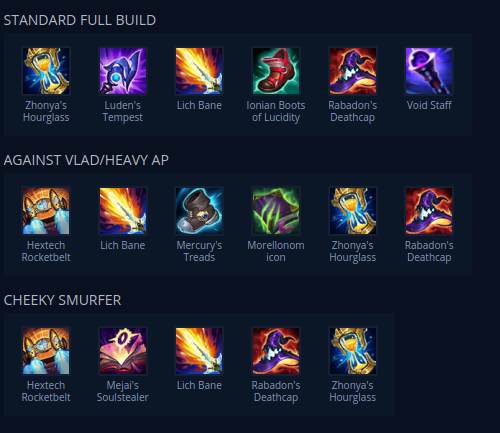 STANDARD FULL BUILD
Zhonya's Hourglass
Luden's Tempest
Lich Bane
Ionian Boots of Lucidity
Rabadon's Deathcap
Void Staff
AGAINST VLAD/HEAVY AP
Hextech Rocketbelt
Lich Bane
Mercury's Treads
Morellonom icon
Zhonya's Hourglass
Rabadon's Deathcap
CHEEKY SMURFER
Hextech Rocketbelt
Mejai's Soulstealer
Lich Bane
Rabadon's Deathcap
Zhonya's Hourglass